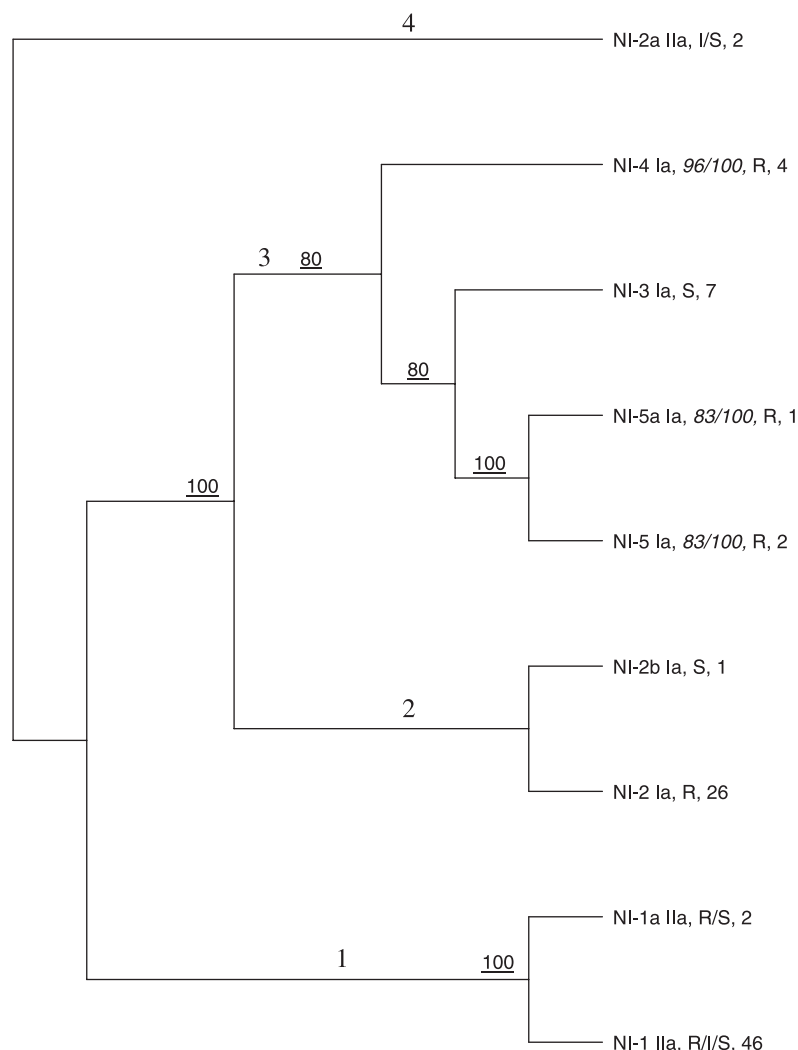 4
NI-2a IIa, I/S, 2
NI-4 Ia, 96/100, R, 4
3 80
NI-3 Ia, S, 7
80
NI-5a Ia, 83/100, R, 1
100
100
NI-5 Ia, 83/100, R, 2
NI-2b Ia, S, 1
2
NI-2 Ia, R, 26
NI-1a IIa, R/S, 2
1 100
NI-1 IIa, R/I/S, 46